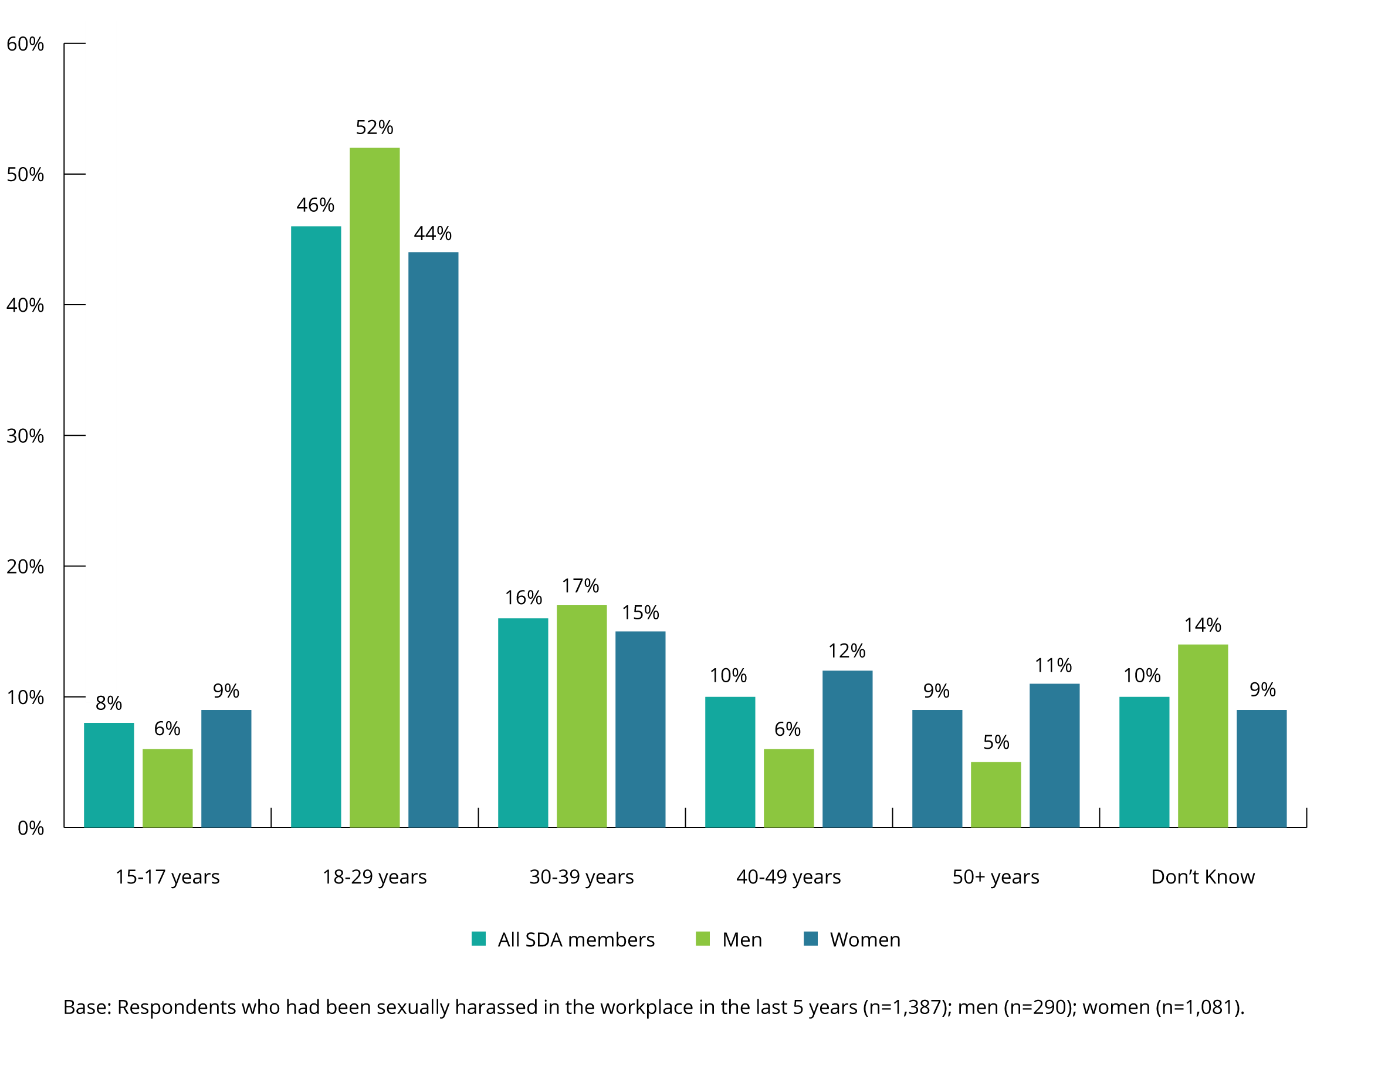 60%
50%
40%
30%
20%
10%
0%
8%
6%
9%
46%
52%
44%
16%
17%
15%
10%
6%
12%
9%
5%
11%
10%
14%
9%
15-17 years
18-29 years
30-39 years
40-49 years
50+ years
Don’t Know
All SDA members
Men
Women
Base: Respondents who had been sexually harassed in the workplace in the last 5 years (n=1,387); men (n=290); women (n=1,081).